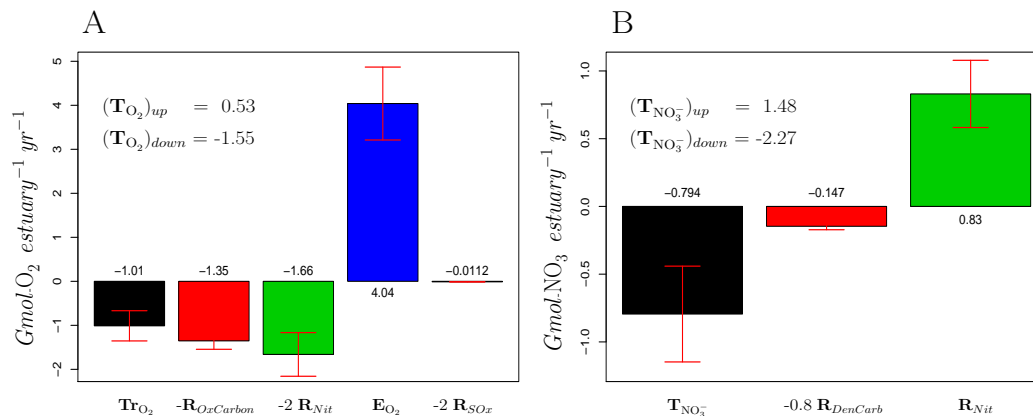 A
Gmol-O₂ estuary⁻¹ yr⁻¹
5
4
3
2
1
0
−1
−2
(T_O₂)_up = 0.53
(T_O₂)_down = -1.55
−1.01
−1.35
−1.66
4.04
−0.0112
Tr_O₂
-R_OxCarbon
-2 R_Nit
E_O₂
-2 R_SOx
B
Gmol-NO₃ estuary⁻¹ yr⁻¹
1.0
0.5
0.0
−0.5
−1.0
(T_NO₃⁻)_up = 1.48
(T_NO₃⁻)_down = -2.27
−0.794
−0.147
0.83
T_NO₃⁻
-0.8 R_DenCarb
R_Nit